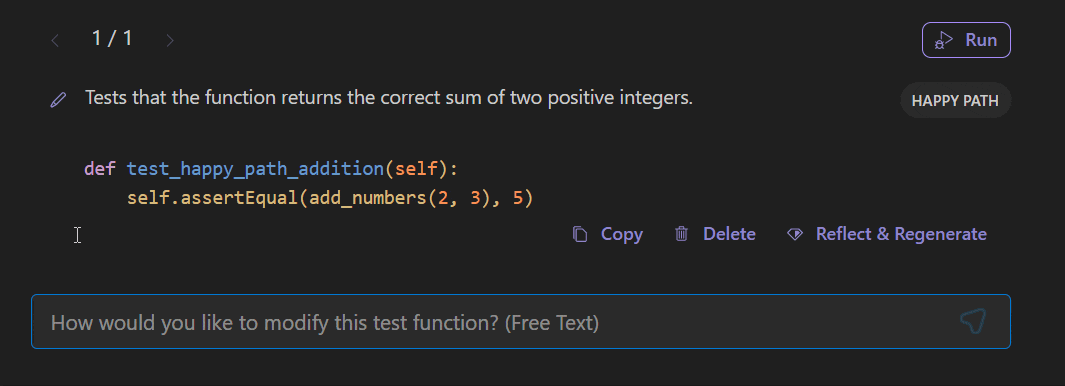 1 / 1
Run
Tests that the function returns the correct sum of two positive integers.
HAPPY PATH
def test_happy_path_addition(self):
    self.assertEqual(add_numbers(2, 3), 5)
Copy Delete Reflect & Regenerate
How would you like to modify this test function? (Free Text)